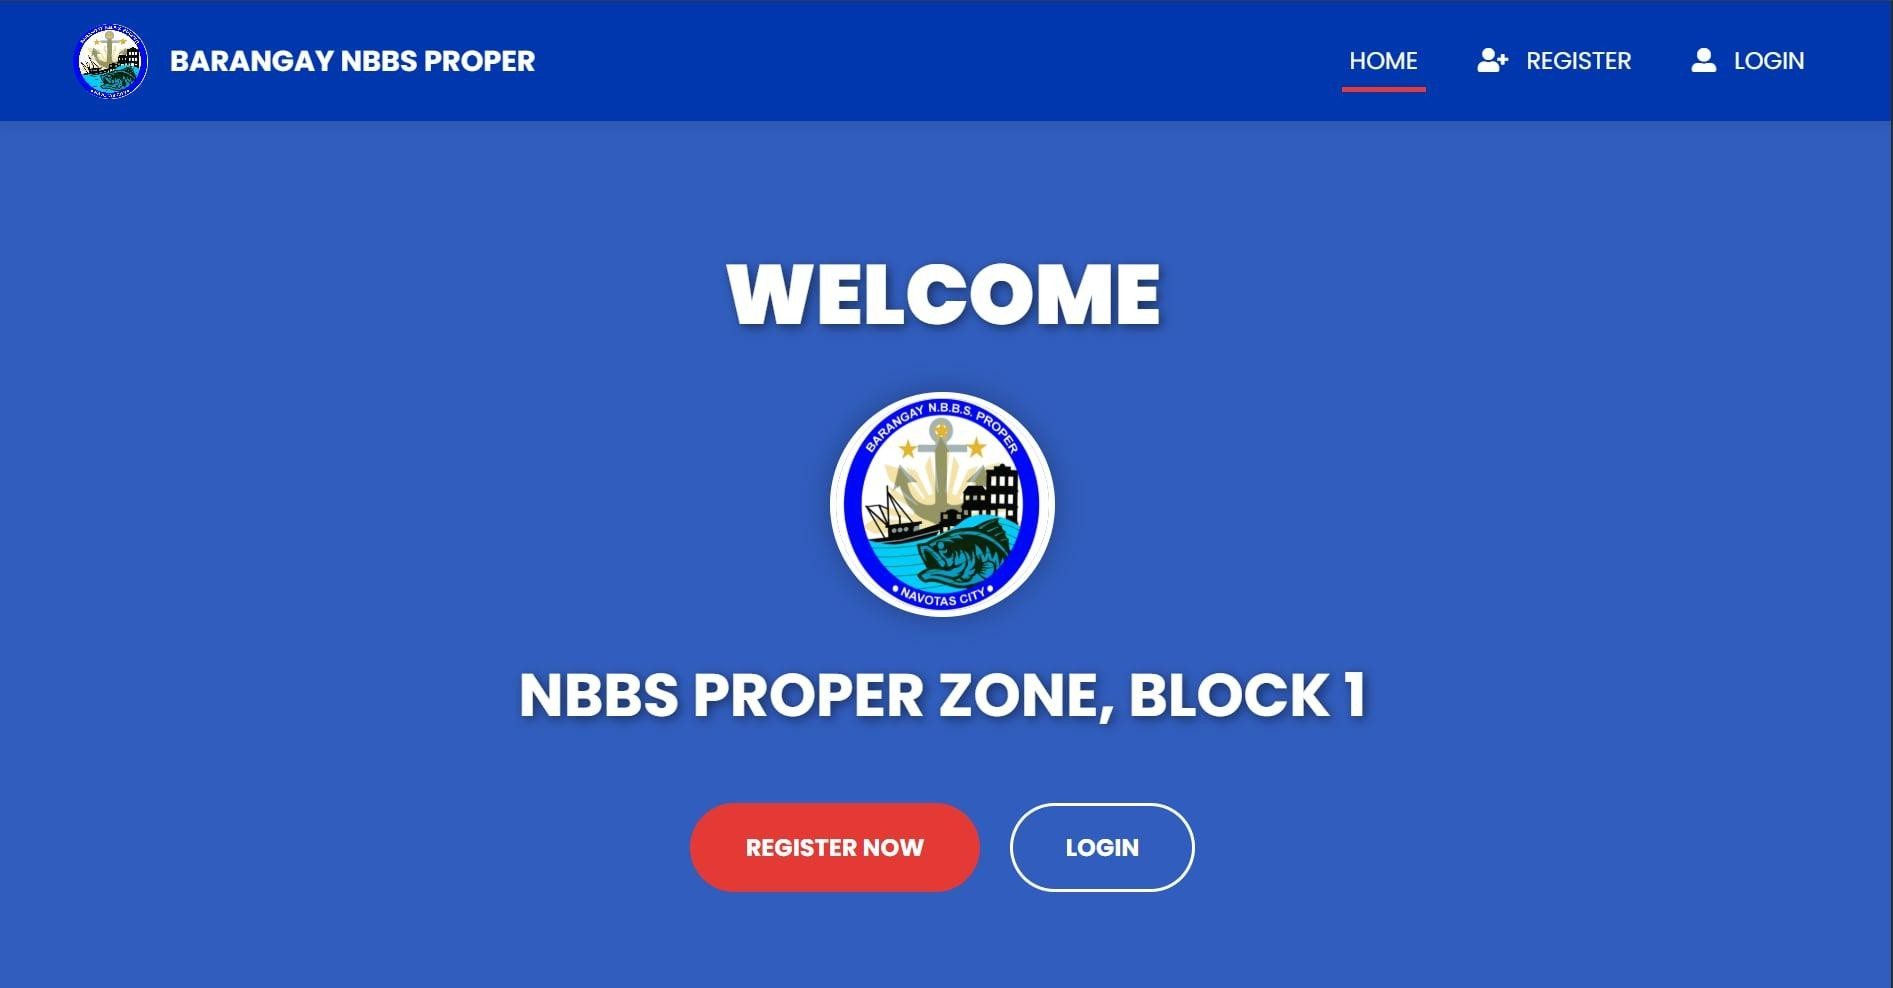 BARANGAY NBBS PROPER
HOME
REGISTER
LOGIN
WELCOME
BARANGAY N.B.B.S. PROPER
NAVOTAS CITY
NBBS PROPER ZONE, BLOCK 1
REGISTER NOW
LOGIN